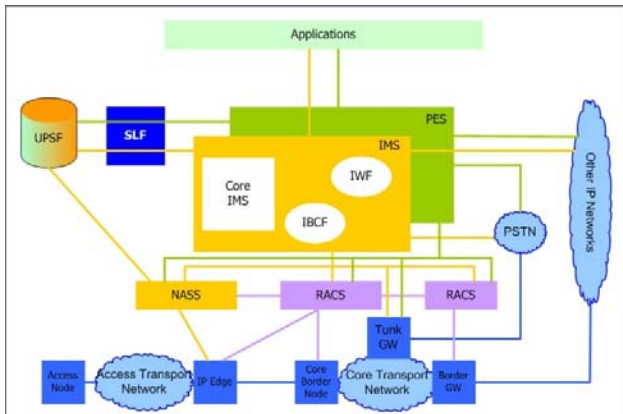 Applications
UPSF
SLF
PES
IMS
Core
IMS
IWF
IBCF
Other IP Networks
PSTN
NASS
RACS
RACS
Tunk
GW
Access
Node
Access Transport
Network
IP Edge
Core
Border
Node
Core Transport
Network
Border
GW